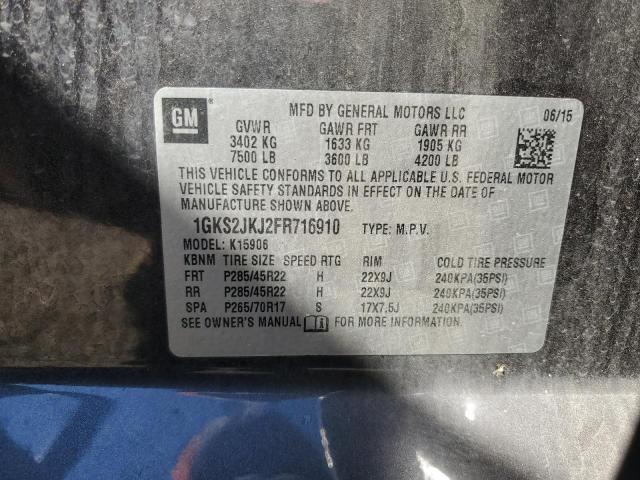 GM
MFD BY GENERAL MOTORS LLC 06/15
GVWR GAWR FRT GAWR RR
3402 KG 1633 KG 1905 KG
7500 LB 3600 LB 4200 LB
THIS VEHICLE CONFORMS TO ALL APPLICABLE U.S. FEDERAL MOTOR
VEHICLE SAFETY STANDARDS IN EFFECT ON THE DATE OF
MANUFACTURE SHOWN ABOVE.
1GKS2JKJ2FR716910 TYPE: M.P.V.
MODEL: K15906
KBNM TIRE SIZE SPEED RTG RIM COLD TIRE PRESSURE
FRT P285/45R22 H 22X9J 240KPA(35PSI)
RR P285/45R22 H 22X9J 240KPA(35PSI)
SPA P265/70R17 S 17X7.5J 240KPA(35PSI)
SEE OWNER'S MANUAL FOR MORE INFORMATION.